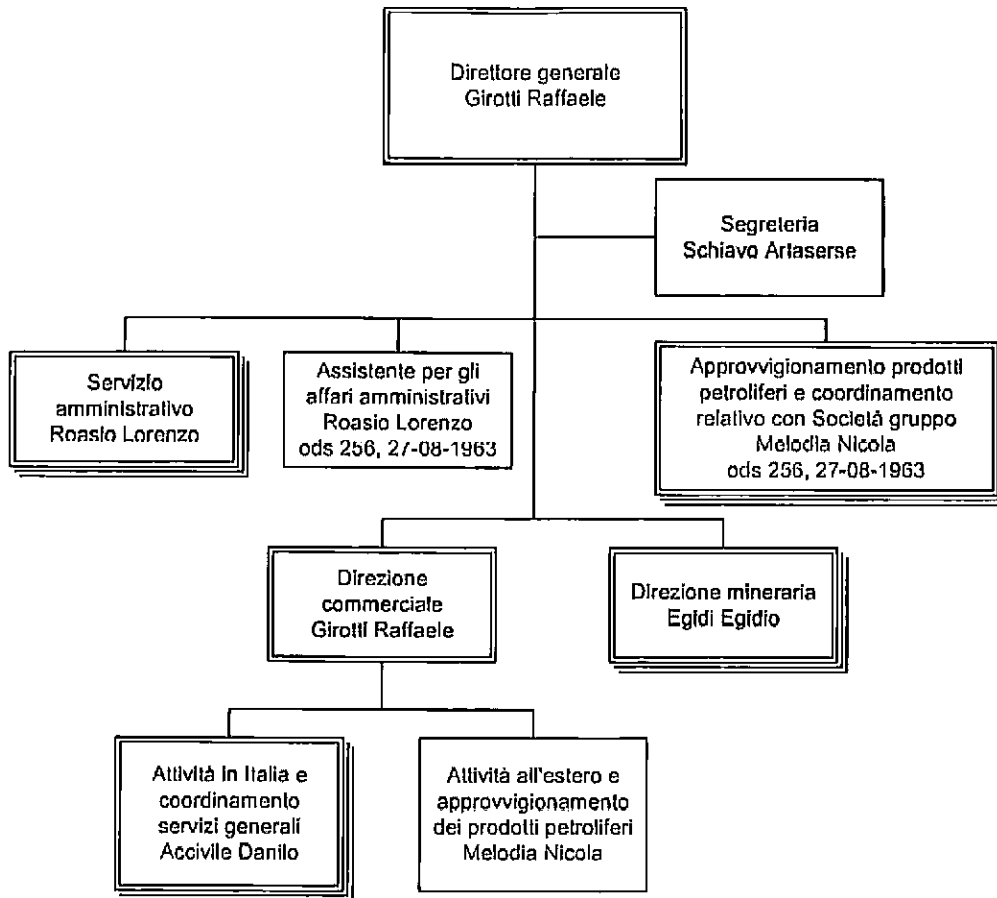 Direttore generale
Girotti Raffaele
Segreteria
Schiavo Artaserse
Servizio
amministrativo
Roasio Lorenzo
Assistente per gli
affari amministrativi
Roasio Lorenzo
ods 256, 27-08-1963
Approvvigionamento prodotti
petroliferi e coordinamento
relativo con Società gruppo
Melodia Nicola
ods 256, 27-08-1963
Direzione
commerciale
Girotti Raffaele
Direzione mineraria
Egidi Egidio
Attività in Italia e
coordinamento
servizi generali
Accivile Danilo
Attività all'estero e
approvvigionamento
dei prodotti petroliferi
Melodia Nicola